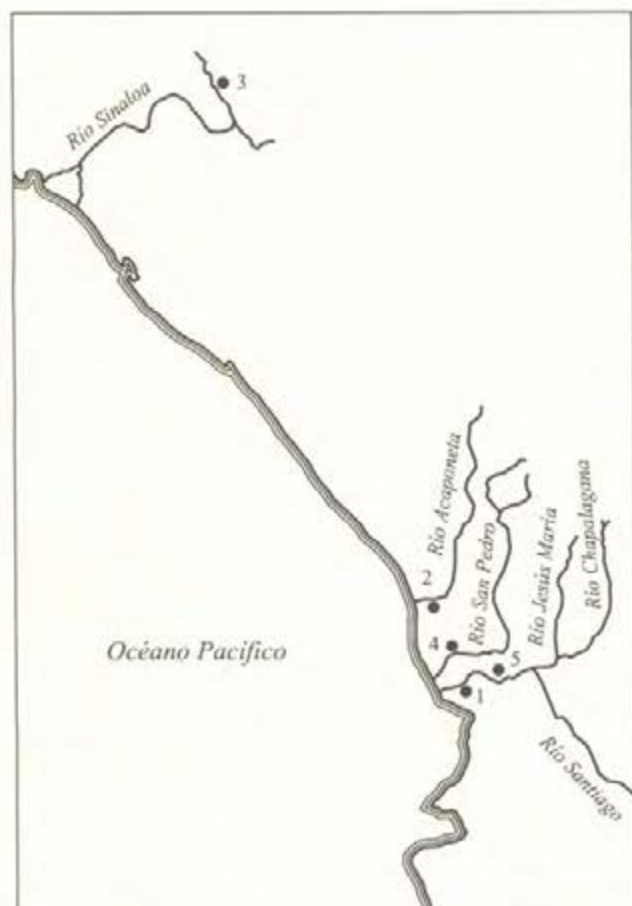 3
Río Sinaloa
Río Acaponeta
Río San Pedro
Río Jesús María
Río Chapalagana
2
4
5
1
Océano Pacífico
Río Santiago